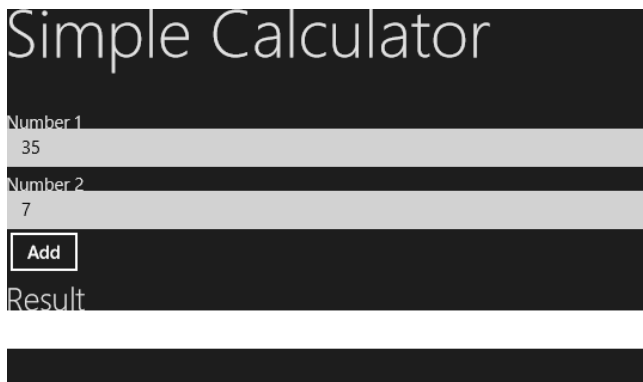 Simple Calculator
Number 1
35
Number 2
7
Add
Result